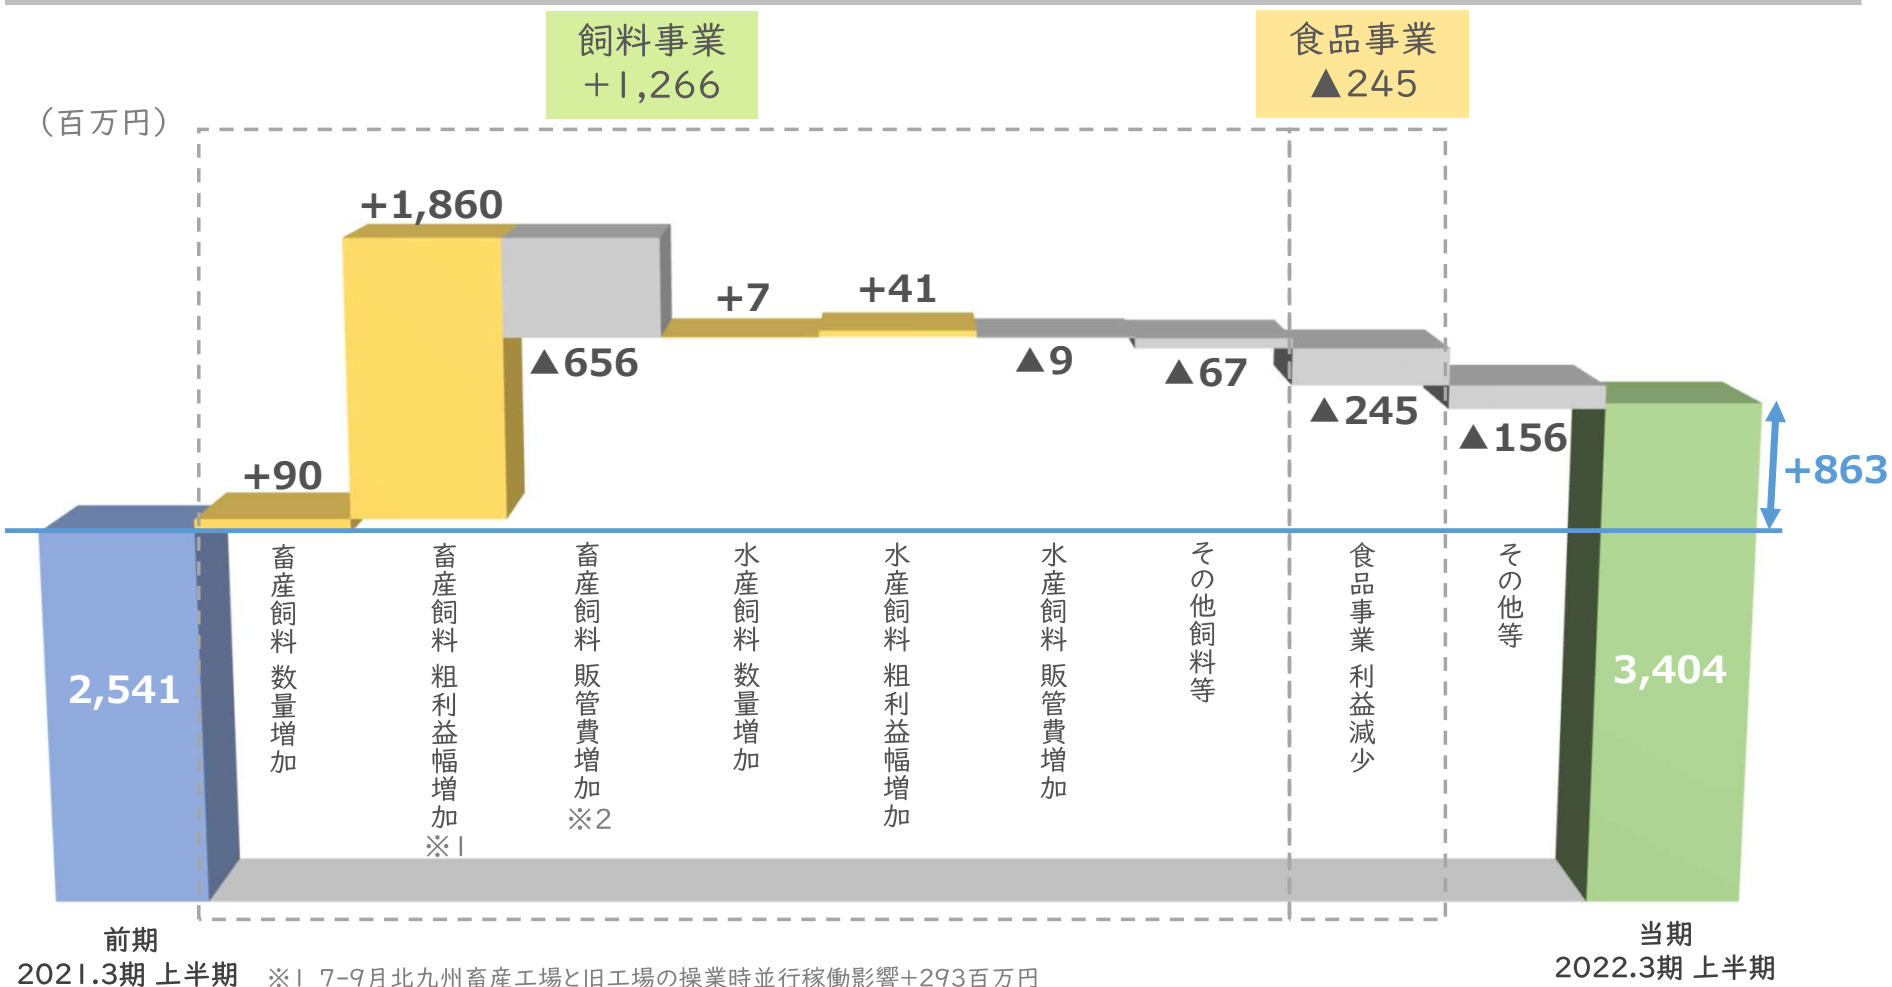 飼料事業
+1,266
食品事業
▲245
（百万円）
+90
+1,860
▲656
+7
+41
▲9
▲67
▲245
▲156
+863
2,541
3,404
畜産飼料 数量増加
畜産飼料 粗利益幅増加 ※1
畜産飼料 販管費増加 ※2
水産飼料 数量増加
水産飼料 粗利益幅増加
水産飼料 販管費増加
その他飼料等
食品事業 利益減少
その他等
前期
2021.3期 上半期
当期
2022.3期 上半期
※1 7-9月北九州畜産工場と旧工場の操業時並行稼働影響+293百万円